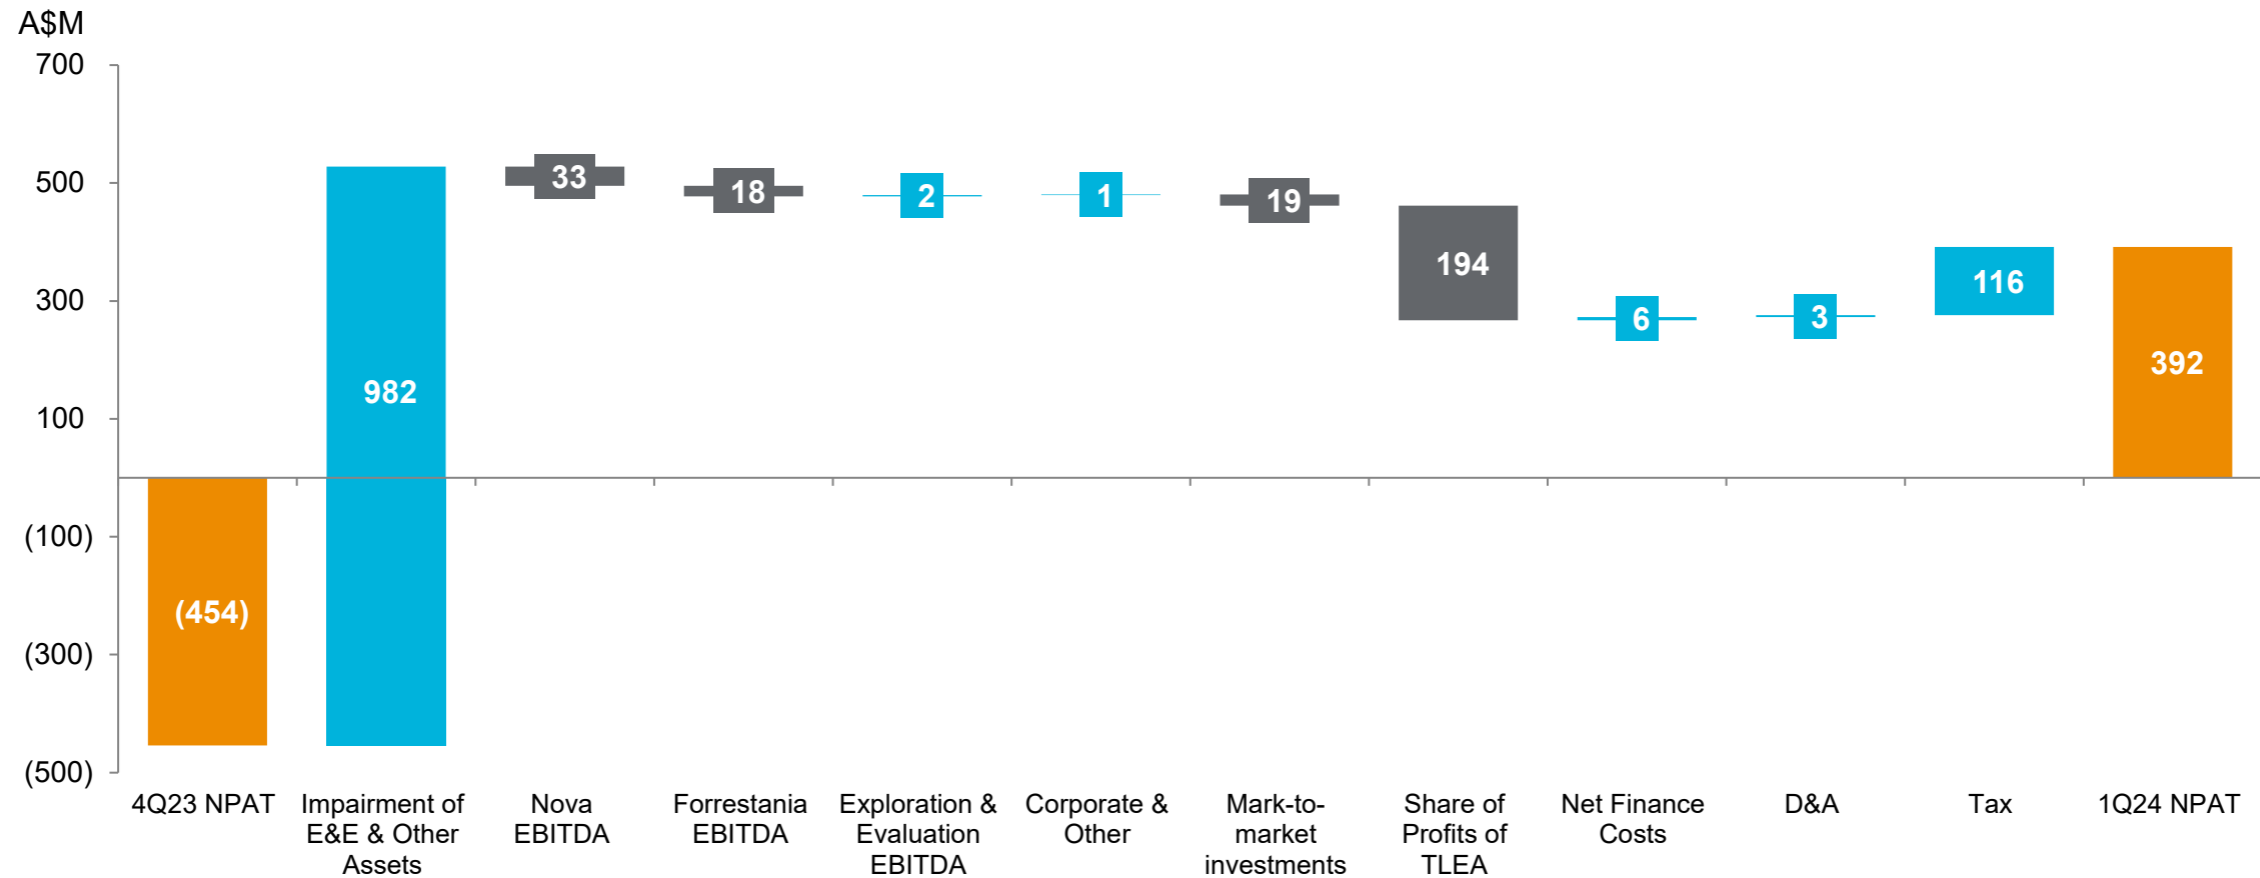 A$M
700
500
300
100
(100)
(300)
(500)
(454)
982
33
18
2
1
19
194
6
3
116
392
4Q23 NPAT
Impairment of
E&E & Other
Assets
Nova
EBITDA
Forrestania
EBITDA
Exploration &
Evaluation
EBITDA
Corporate &
Other
Mark-to-
market
investments
Share of
Profits of
TLEA
Net Finance
Costs
D&A
Tax
1Q24 NPAT